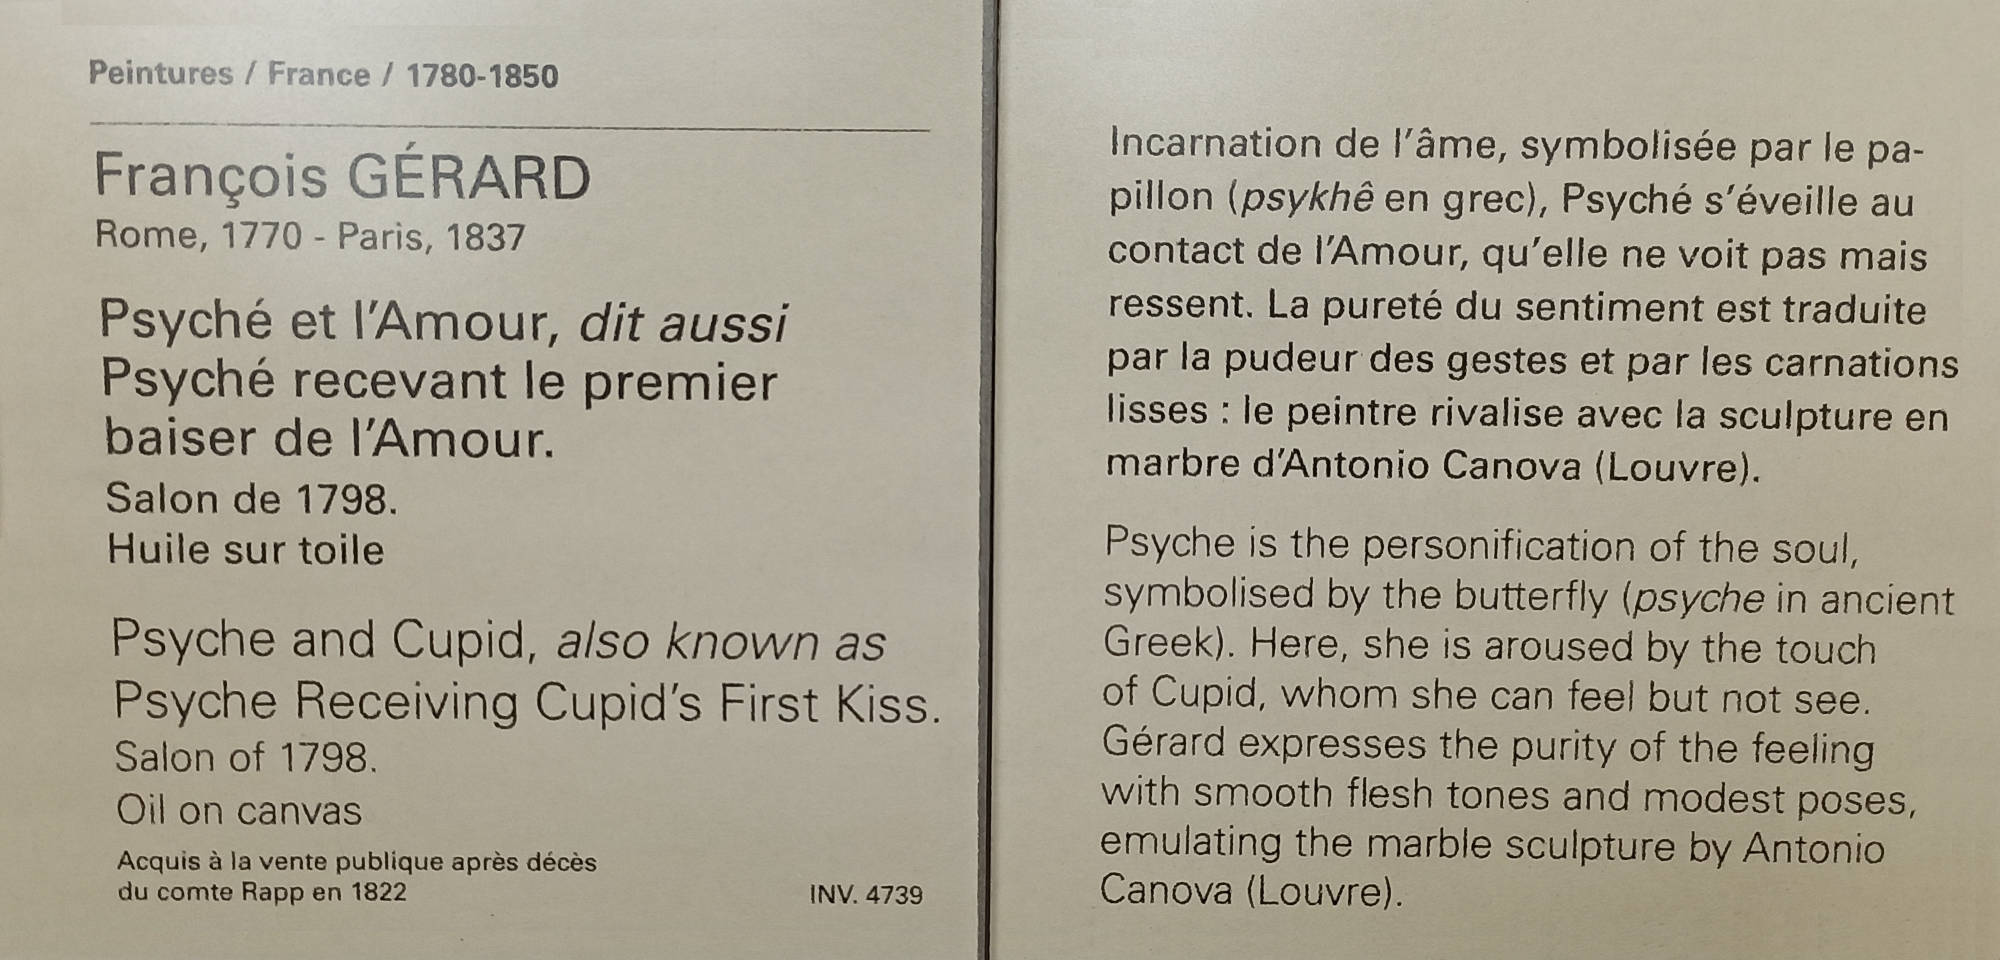 Peintures / France / 1780-1850
François GÉRARD
Rome, 1770 - Paris, 1837
Psyché et l'Amour, dit aussi
Psyché recevant le premier
baiser de l'Amour.
Salon de 1798.
Huile sur toile
Psyche and Cupid, also known as
Psyche Receiving Cupid's First Kiss.
Salon of 1798.
Oil on canvas
Acquis à la vente publique après décès
du comte Rapp en 1822
INV. 4739
Incarnation de l'âme, symbolisée par le pa-
pillon (psykhê en grec), Psyché s'éveille au
contact de l'Amour, qu'elle ne voit pas mais
ressent. La pureté du sentiment est traduite
par la pudeur des gestes et par les carnations
lisses : le peintre rivalise avec la sculpture en
marbre d'Antonio Canova (Louvre).
Psyche is the personification of the soul,
symbolised by the butterfly (psyche in ancient
Greek). Here, she is aroused by the touch
of Cupid, whom she can feel but not see.
Gérard expresses the purity of the feeling
with smooth flesh tones and modest poses,
emulating the marble sculpture by Antonio
Canova (Louvre).